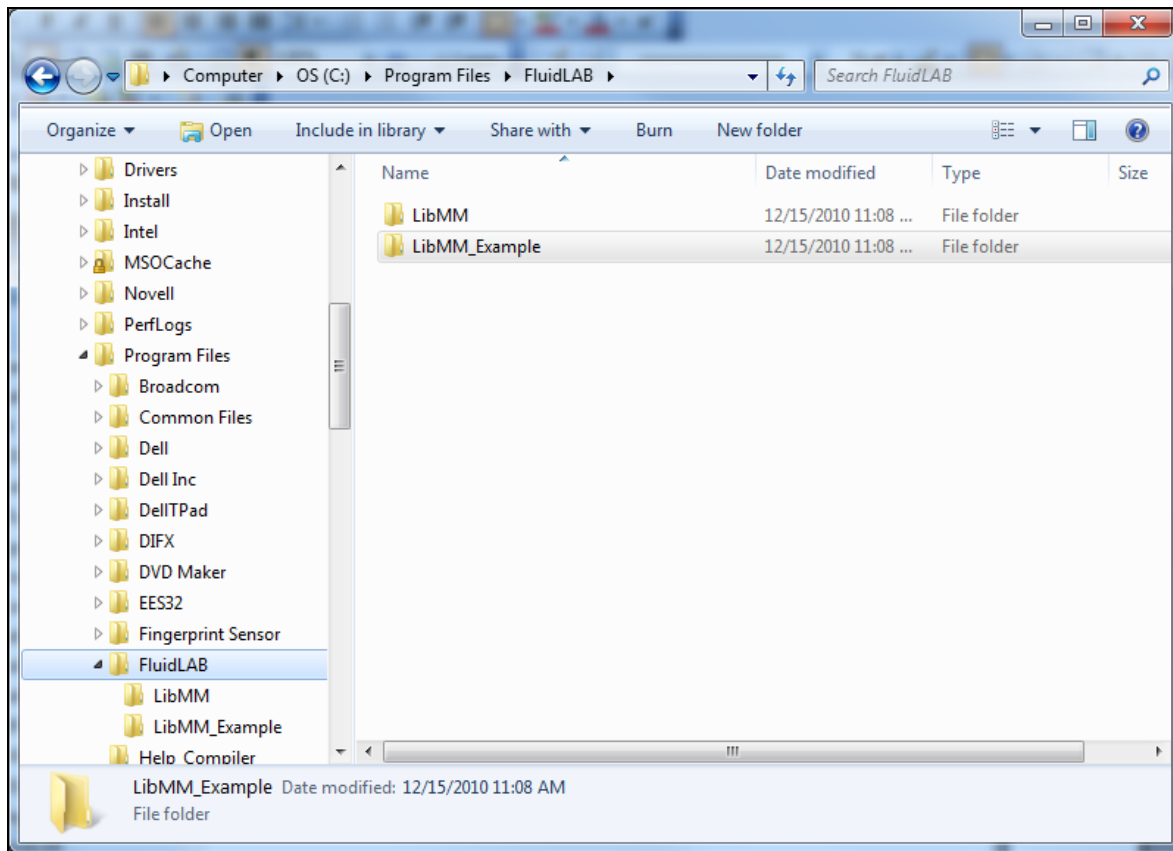 Computer ▸ OS (C:) ▸ Program Files ▸ FluidLAB ▸
Search FluidLAB
Organize Open Include in library Share with Burn New folder
Drivers
Install
Intel
MSOCache
Novell
PerfLogs
Program Files
Broadcom
Common Files
Dell
Dell Inc
DellTPad
DIFX
DVD Maker
EES32
Fingerprint Sensor
FluidLAB
LibMM
LibMM_Example
Help_Compiler
Name Date modified Type Size
LibMM 12/15/2010 11:08 ... File folder
LibMM_Example 12/15/2010 11:08 ... File folder
LibMM_Example Date modified: 12/15/2010 11:08 AM
File folder